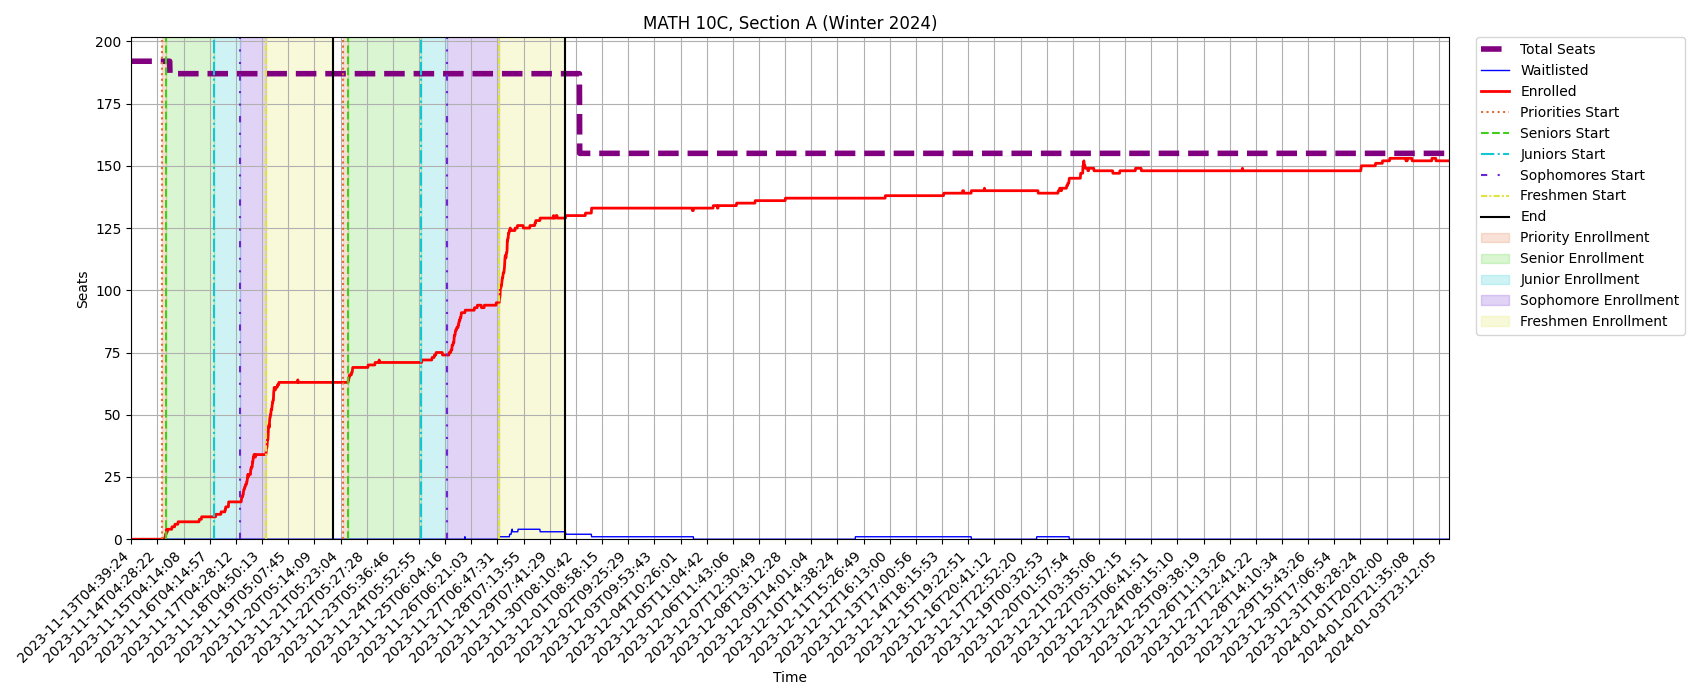 MATH 10C, Section A (Winter 2024)
200
175
150
125
100
75
50
25
0
Seats
2023-11-13T04:39:24
2023-11-14T04:28:22
2023-11-15T04:14:08
2023-11-16T04:14:57
2023-11-17T04:28:12
2023-11-18T04:50:13
2023-11-19T05:07:45
2023-11-20T05:14:09
2023-11-21T05:23:04
2023-11-22T05:27:28
2023-11-23T05:36:46
2023-11-24T05:52:55
2023-11-25T06:04:16
2023-11-26T06:21:03
2023-11-27T06:47:31
2023-11-28T07:13:55
2023-11-29T07:41:29
2023-11-30T08:10:42
2023-12-01T08:58:15
2023-12-02T09:25:29
2023-12-03T09:53:43
2023-12-04T10:26:01
2023-12-05T11:04:42
2023-12-06T11:43:06
2023-12-07T12:30:49
2023-12-08T13:12:28
2023-12-09T14:01:04
2023-12-11T14:38:24
2023-12-11T15:26:49
2023-12-12T16:13:00
2023-12-13T17:00:56
2023-12-14T18:15:53
2023-12-15T19:22:51
2023-12-16T20:41:12
2023-12-17T22:52:20
2023-12-19T00:32:53
2023-12-20T01:57:54
2023-12-21T03:35:06
2023-12-22T05:12:15
2023-12-23T06:41:51
2023-12-24T08:15:10
2023-12-25T09:38:19
2023-12-26T11:13:26
2023-12-27T12:41:22
2023-12-28T14:10:34
2023-12-29T15:43:26
2023-12-30T17:06:54
2023-12-31T18:28:24
2024-01-01T20:02:00
2024-01-02T21:35:08
2024-01-03T23:12:05
Time
Total Seats
Waitlisted
Enrolled
Priorities Start
Seniors Start
Juniors Start
Sophomores Start
Freshmen Start
End
Priority Enrollment
Senior Enrollment
Junior Enrollment
Sophomore Enrollment
Freshmen Enrollment